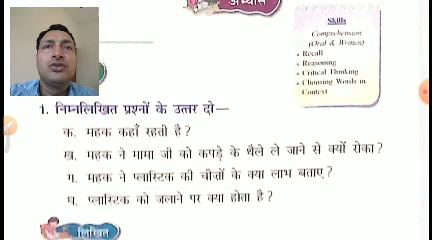 अभ्यास
Skills
Comprehension
(Oral & Written)
• Recall
• Reasoning
• Critical Thinking
• Choosing Words in
Context
1. निम्नलिखित प्रश्नों के उत्तर दो—
क. महक कहाँ रहती है?
ख. महक ने मामा जी को कपड़े के थैले ले जाने से क्यों रोका?
ग. महक ने प्लास्टिक की चीज़ों के क्या लाभ बताए?
घ. प्लास्टिक को जलाने पर क्या होता है?
लिखित